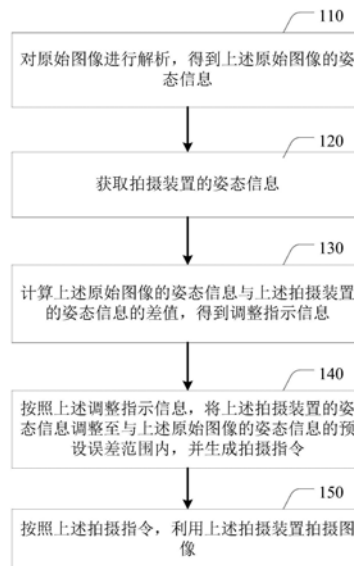 110
对原始图像进行解析，得到上述原始图像的姿
态信息
120
获取拍摄装置的姿态信息
130
计算上述原始图像的姿态信息与上述拍摄装置
的姿态信息的差值，得到调整指示信息
140
按照上述调整指示信息，将上述拍摄装置的姿
态信息调整至与上述原始图像的姿态信息的预
设误差范围内，并生成拍摄指令
150
按照上述拍摄指令，利用上述拍摄装置拍摄图
像